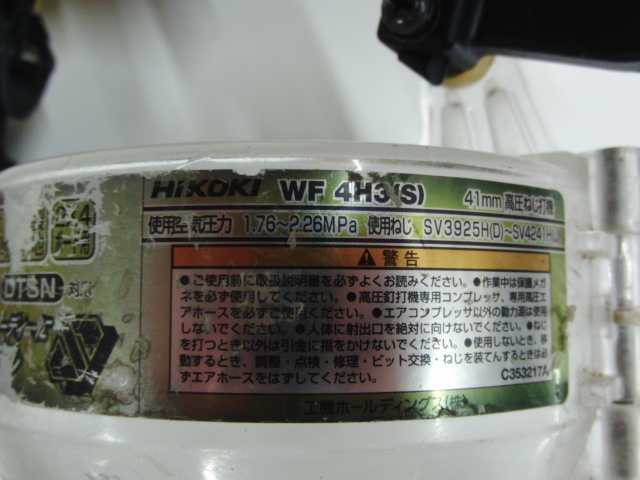 HiKOKI WF 4H3(S) 41mm 高圧ねじ打機
使用空気圧力 1.76~2.26MPa 使用ねじ SV3925H(D)~SV4241H
⚠ 警告
●ご使用前に取扱説明書を必ずよくお読みください。●作業中は保護メガ
ネを必ず使用してください。●高圧釘打機専用コンプレッサ、専用高圧エ
アホースを必ずご使用ください。●エアコンプレッサ以外の動力源は使用
しないでください。●人体に射出口を絶対に向けないでください。●ねじ
を打つとき以外は引金に指をかけないでください。●使用しないとき、移
動するとき、調整・点検・修理・ビット交換・ねじを装てんするときは必
ずエアホースをはずしてください。
C353217A
工機ホールディングス(株)
DTSN 対応